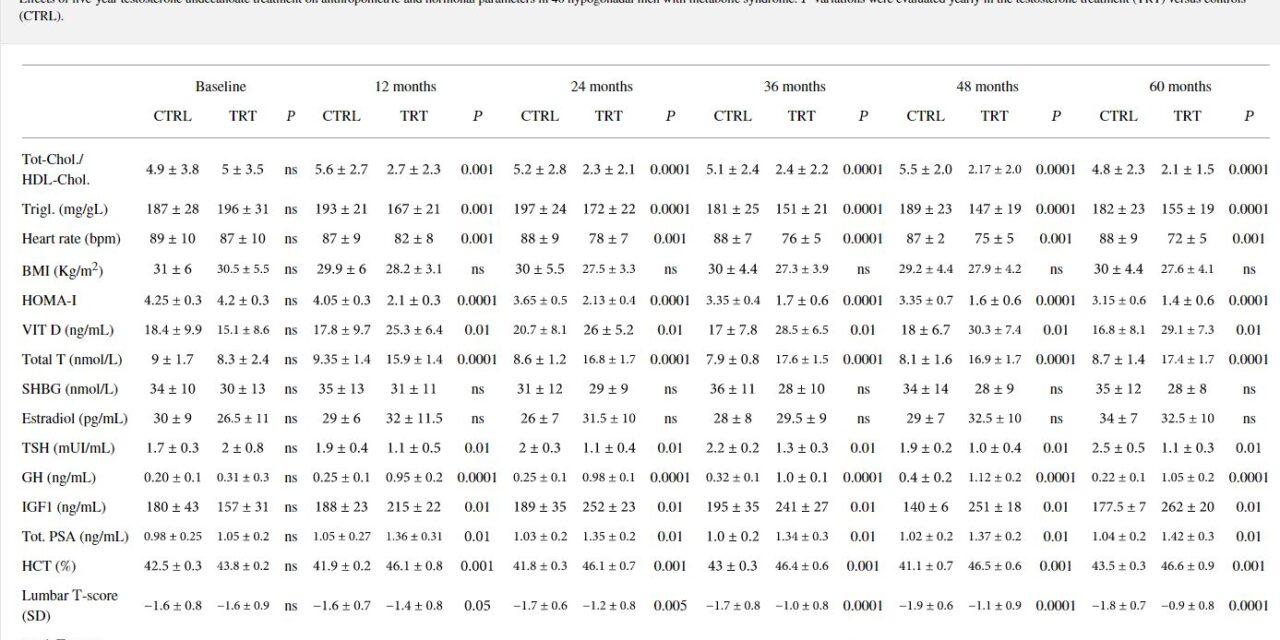 (CTRL).
Baseline 12 months 24 months 36 months 48 months 60 months
CTRL TRT P CTRL TRT P CTRL TRT P CTRL TRT P CTRL TRT P CTRL TRT P
Tot-Chol./
HDL-Chol. 4.9 ± 3.8 5 ± 3.5 ns 5.6 ± 2.7 2.7 ± 2.3 0.001 5.2 ± 2.8 2.3 ± 2.1 0.0001 5.1 ± 2.4 2.4 ± 2.2 0.0001 5.5 ± 2.0 2.17 ± 2.0 0.0001 4.8 ± 2.3 2.1 ± 1.5 0.0001
Trigl. (mg/gL) 187 ± 28 196 ± 31 ns 193 ± 21 167 ± 21 0.001 197 ± 24 172 ± 22 0.0001 181 ± 25 151 ± 21 0.0001 189 ± 23 147 ± 19 0.0001 182 ± 23 155 ± 19 0.0001
Heart rate (bpm) 89 ± 10 87 ± 10 ns 87 ± 9 82 ± 8 0.001 88 ± 9 78 ± 7 0.001 88 ± 7 76 ± 5 0.0001 87 ± 2 75 ± 5 0.001 88 ± 9 72 ± 5 0.001
BMI (Kg/m²) 31 ± 6 30.5 ± 5.5 ns 29.9 ± 6 28.2 ± 3.1 ns 30 ± 5.5 27.5 ± 3.3 ns 30 ± 4.4 27.3 ± 3.9 ns 29.2 ± 4.4 27.9 ± 4.2 ns 30 ± 4.4 27.6 ± 4.1 ns
HOMA-I 4.25 ± 0.3 4.2 ± 0.3 ns 4.05 ± 0.3 2.1 ± 0.3 0.0001 3.65 ± 0.5 2.13 ± 0.4 0.0001 3.35 ± 0.4 1.7 ± 0.6 0.0001 3.35 ± 0.7 1.6 ± 0.6 0.0001 3.15 ± 0.6 1.4 ± 0.6 0.0001
VIT D (ng/mL) 18.4 ± 9.9 15.1 ± 8.6 ns 17.8 ± 9.7 25.3 ± 6.4 0.01 20.7 ± 8.1 26 ± 5.2 0.01 17 ± 7.8 28.5 ± 6.5 0.01 18 ± 6.7 30.3 ± 7.4 0.01 16.8 ± 8.1 29.1 ± 7.3 0.01
Total T (nmol/L) 9 ± 1.7 8.3 ± 2.4 ns 9.35 ± 1.4 15.9 ± 1.4 0.0001 8.6 ± 1.2 16.8 ± 1.7 0.0001 7.9 ± 0.8 17.6 ± 1.5 0.0001 8.1 ± 1.6 16.9 ± 1.7 0.0001 8.7 ± 1.4 17.4 ± 1.7 0.0001
SHBG (nmol/L) 34 ± 10 30 ± 13 ns 35 ± 13 31 ± 11 ns 31 ± 12 29 ± 9 ns 36 ± 11 28 ± 10 ns 34 ± 14 28 ± 9 ns 35 ± 12 28 ± 8 ns
Estradiol (pg/mL) 30 ± 9 26.5 ± 11 ns 29 ± 6 32 ± 11.5 ns 26 ± 7 31.5 ± 10 ns 28 ± 8 29.5 ± 9 ns 29 ± 7 32.5 ± 10 ns 34 ± 7 32.5 ± 10 ns
TSH (mUI/mL) 1.7 ± 0.3 2 ± 0.8 ns 1.9 ± 0.4 1.1 ± 0.5 0.01 2 ± 0.3 1.1 ± 0.4 0.01 2.2 ± 0.2 1.3 ± 0.3 0.01 1.9 ± 0.2 1.0 ± 0.4 0.01 2.5 ± 0.5 1.1 ± 0.3 0.01
GH (ng/mL) 0.20 ± 0.1 0.31 ± 0.3 ns 0.25 ± 0.1 0.95 ± 0.2 0.0001 0.25 ± 0.1 0.98 ± 0.1 0.0001 0.32 ± 0.1 1.0 ± 0.1 0.0001 0.4 ± 0.2 1.12 ± 0.2 0.0001 0.22 ± 0.1 1.05 ± 0.2 0.0001
IGF1 (ng/mL) 180 ± 43 157 ± 31 ns 188 ± 23 215 ± 22 0.01 189 ± 35 252 ± 23 0.01 195 ± 35 241 ± 27 0.01 140 ± 6 251 ± 18 0.01 177.5 ± 7 262 ± 20 0.01
Tot. PSA (ng/mL) 0.98 ± 0.25 1.05 ± 0.2 ns 1.05 ± 0.27 1.36 ± 0.31 0.01 1.03 ± 0.2 1.35 ± 0.2 0.01 1.0 ± 0.2 1.34 ± 0.3 0.01 1.02 ± 0.2 1.37 ± 0.2 0.01 1.04 ± 0.2 1.42 ± 0.3 0.01
HCT (%) 42.5 ± 0.3 43.8 ± 0.2 ns 41.9 ± 0.2 46.1 ± 0.8 0.001 41.8 ± 0.3 46.1 ± 0.7 0.001 43 ± 0.3 46.4 ± 0.6 0.001 41.1 ± 0.7 46.5 ± 0.6 0.001 43.5 ± 0.3 46.6 ± 0.9 0.001
Lumbar T-score
(SD) −1.6 ± 0.8 −1.6 ± 0.9 ns −1.6 ± 0.7 −1.4 ± 0.8 0.05 −1.7 ± 0.6 −1.2 ± 0.8 0.005 −1.7 ± 0.8 −1.0 ± 0.8 0.0001 −1.9 ± 0.6 −1.1 ± 0.9 0.0001 −1.8 ± 0.7 −0.9 ± 0.8 0.0001